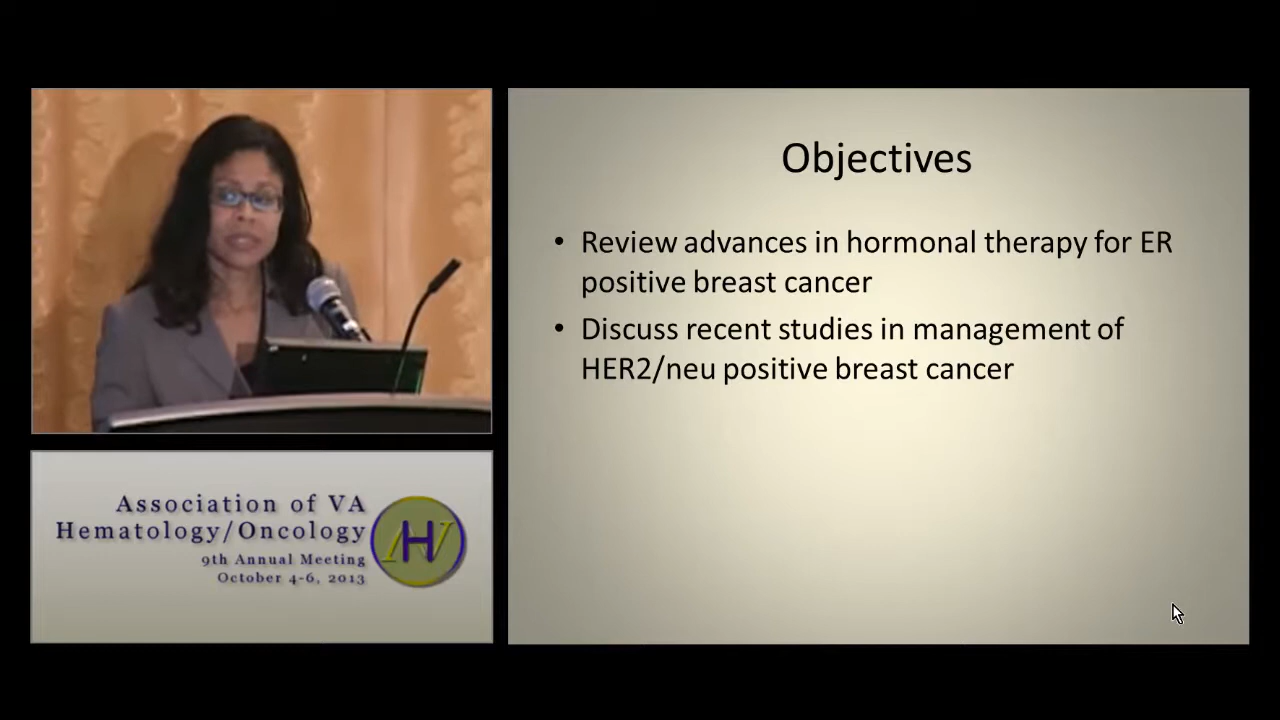 Objectives
• Review advances in hormonal therapy for ER
positive breast cancer
• Discuss recent studies in management of
HER2/neu positive breast cancer
Association of VA
Hematology/Oncology
9th Annual Meeting
October 4-6, 2013